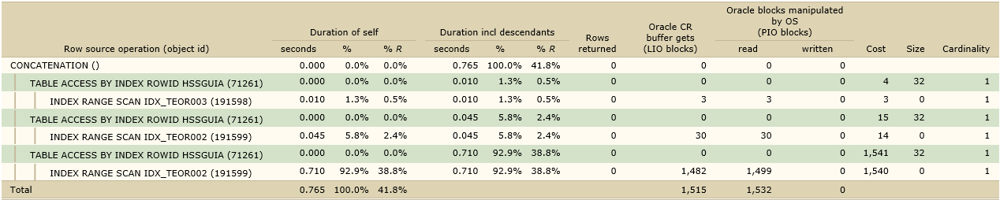 Row source operation (object id) Duration of self Duration incl descendants Rows returned Oracle CR buffer gets (LIO blocks) Oracle blocks manipulated by OS (PIO blocks) Cost Size Cardinality
seconds % % R seconds % % R read written
CONCATENATION () 0.000 0.0% 0.0% 0.765 100.0% 41.8% 0 0 0 0
TABLE ACCESS BY INDEX ROWID HSSGUIA (71261) 0.000 0.0% 0.0% 0.010 1.3% 0.5% 0 0 0 0 4 32 1
INDEX RANGE SCAN IDX_TEOR003 (191598) 0.010 1.3% 0.5% 0.010 1.3% 0.5% 0 3 3 0 3 0 1
TABLE ACCESS BY INDEX ROWID HSSGUIA (71261) 0.000 0.0% 0.0% 0.045 5.8% 2.4% 0 0 0 0 15 32 1
INDEX RANGE SCAN IDX_TEOR002 (191599) 0.045 5.8% 2.4% 0.045 5.8% 2.4% 0 30 30 0 14 0 1
TABLE ACCESS BY INDEX ROWID HSSGUIA (71261) 0.000 0.0% 0.0% 0.710 92.9% 38.8% 0 0 0 0 1,541 32 1
INDEX RANGE SCAN IDX_TEOR002 (191599) 0.710 92.9% 38.8% 0.710 92.9% 38.8% 0 1,482 1,499 0 1,540 0 1
Total 0.765 100.0% 41.8% 1,515 1,532 0